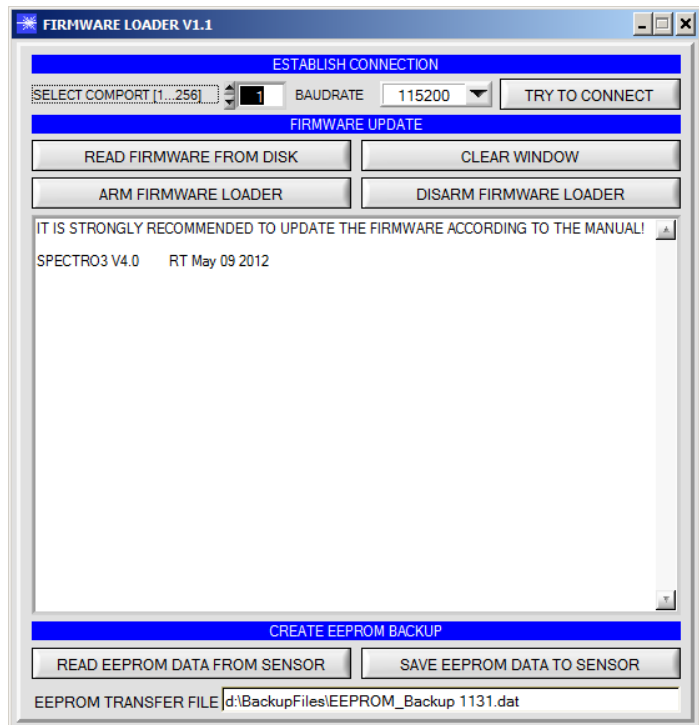 FIRMWARE LOADER V1.1
ESTABLISH CONNECTION
SELECT COMPORT [1...256] 1 BAUDRATE 115200 TRY TO CONNECT
FIRMWARE UPDATE
READ FIRMWARE FROM DISK CLEAR WINDOW
ARM FIRMWARE LOADER DISARM FIRMWARE LOADER
IT IS STRONGLY RECOMMENDED TO UPDATE THE FIRMWARE ACCORDING TO THE MANUAL!
SPECTRO3 V4.0 RT May 09 2012
CREATE EEPROM BACKUP
READ EEPROM DATA FROM SENSOR SAVE EEPROM DATA TO SENSOR
EEPROM TRANSFER FILE d:\BackupFiles\EEPROM_Backup 1131.dat